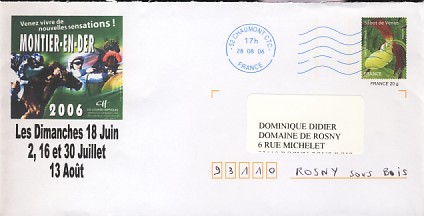 Venez vivre de
nouvelles sensations !
MONTIER-EN-DER
2006
Les Dimanches 18 Juin
2, 16 et 30 Juillet
13 Août
52 CHAUMONT CTC
17h
28 08 06
FRANCE
Sabot de Vénus
FRANCE
FRANCE 20 g
DOMINIQUE DIDIER
DOMAINE DE ROSNY
6 RUE MICHELET
93110 ROSNY SOUS BOIS